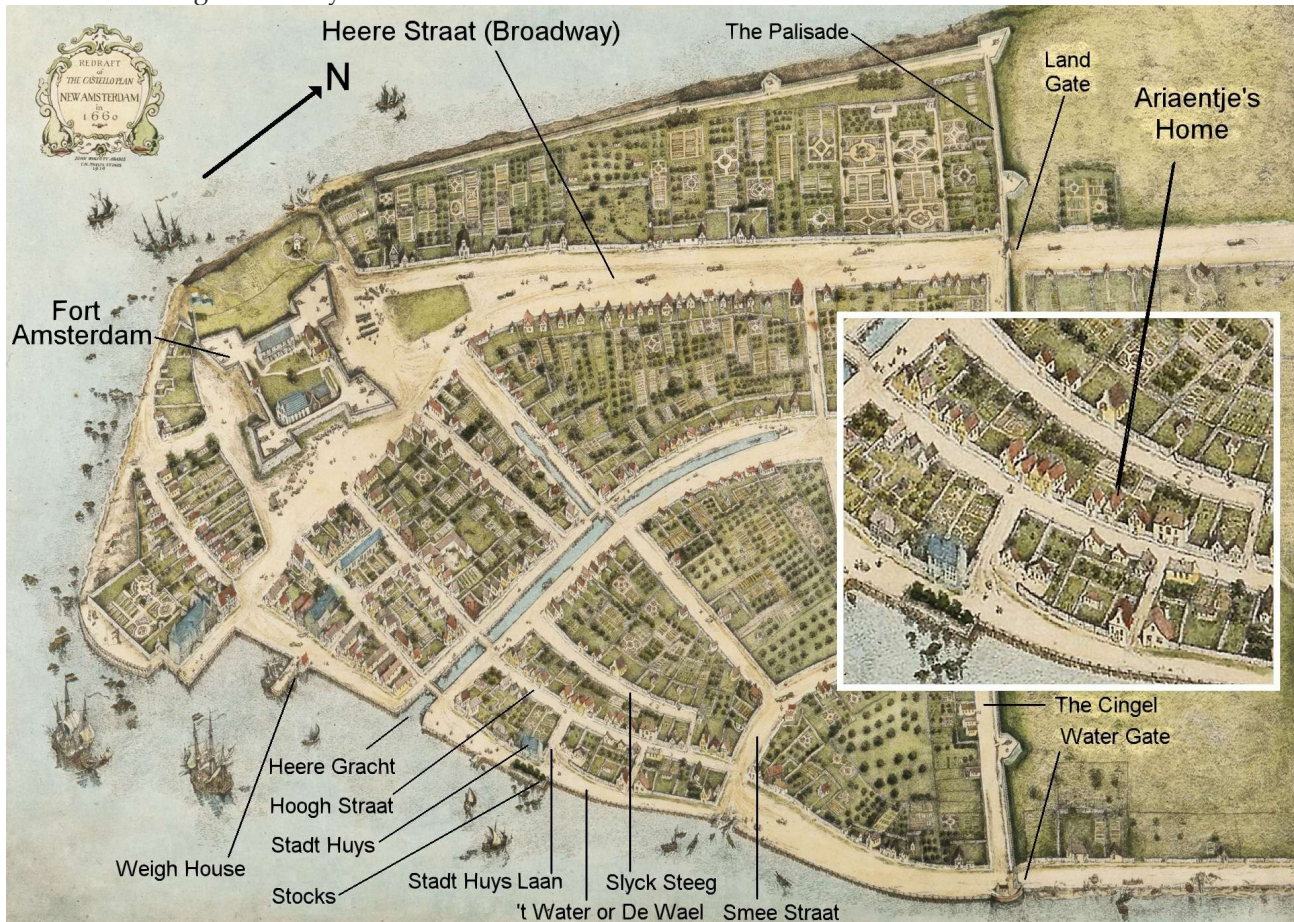 Heere Straat (Broadway)
The Palisade
Land
Gate
Ariaentje's
Home
N
REDRAFT
of
THE CASTELLO PLAN
NEW AMSTERDAM
in
1660
Fort
Amsterdam
The Cingel
Water Gate
Heere Gracht
Hoogh Straat
Stadt Huys
Weigh House
Stocks
Stadt Huys Laan
Slyck Steeg
't Water or De Wael
Smee Straat